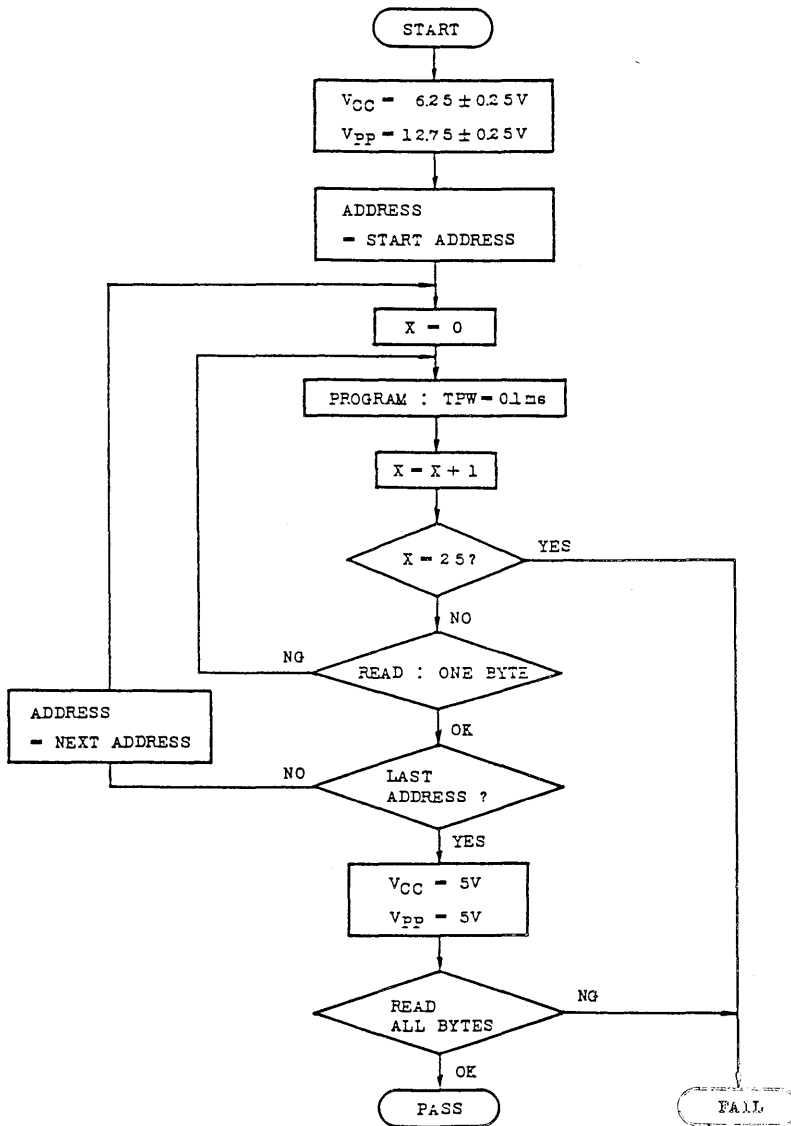 START
VCC = 6.25 ± 0.25V
VPP = 12.75 ± 0.25V
ADDRESS
= START ADDRESS
X = 0
PROGRAM : TPW = 0.1ms
X = X + 1
X = 25?
YES
NO
NG
READ : ONE BYTE
ADDRESS
= NEXT ADDRESS
OK
NO
LAST
ADDRESS ?
YES
VCC = 5V
VPP = 5V
READ
ALL BYTES
NG
OK
PASS
FAIL